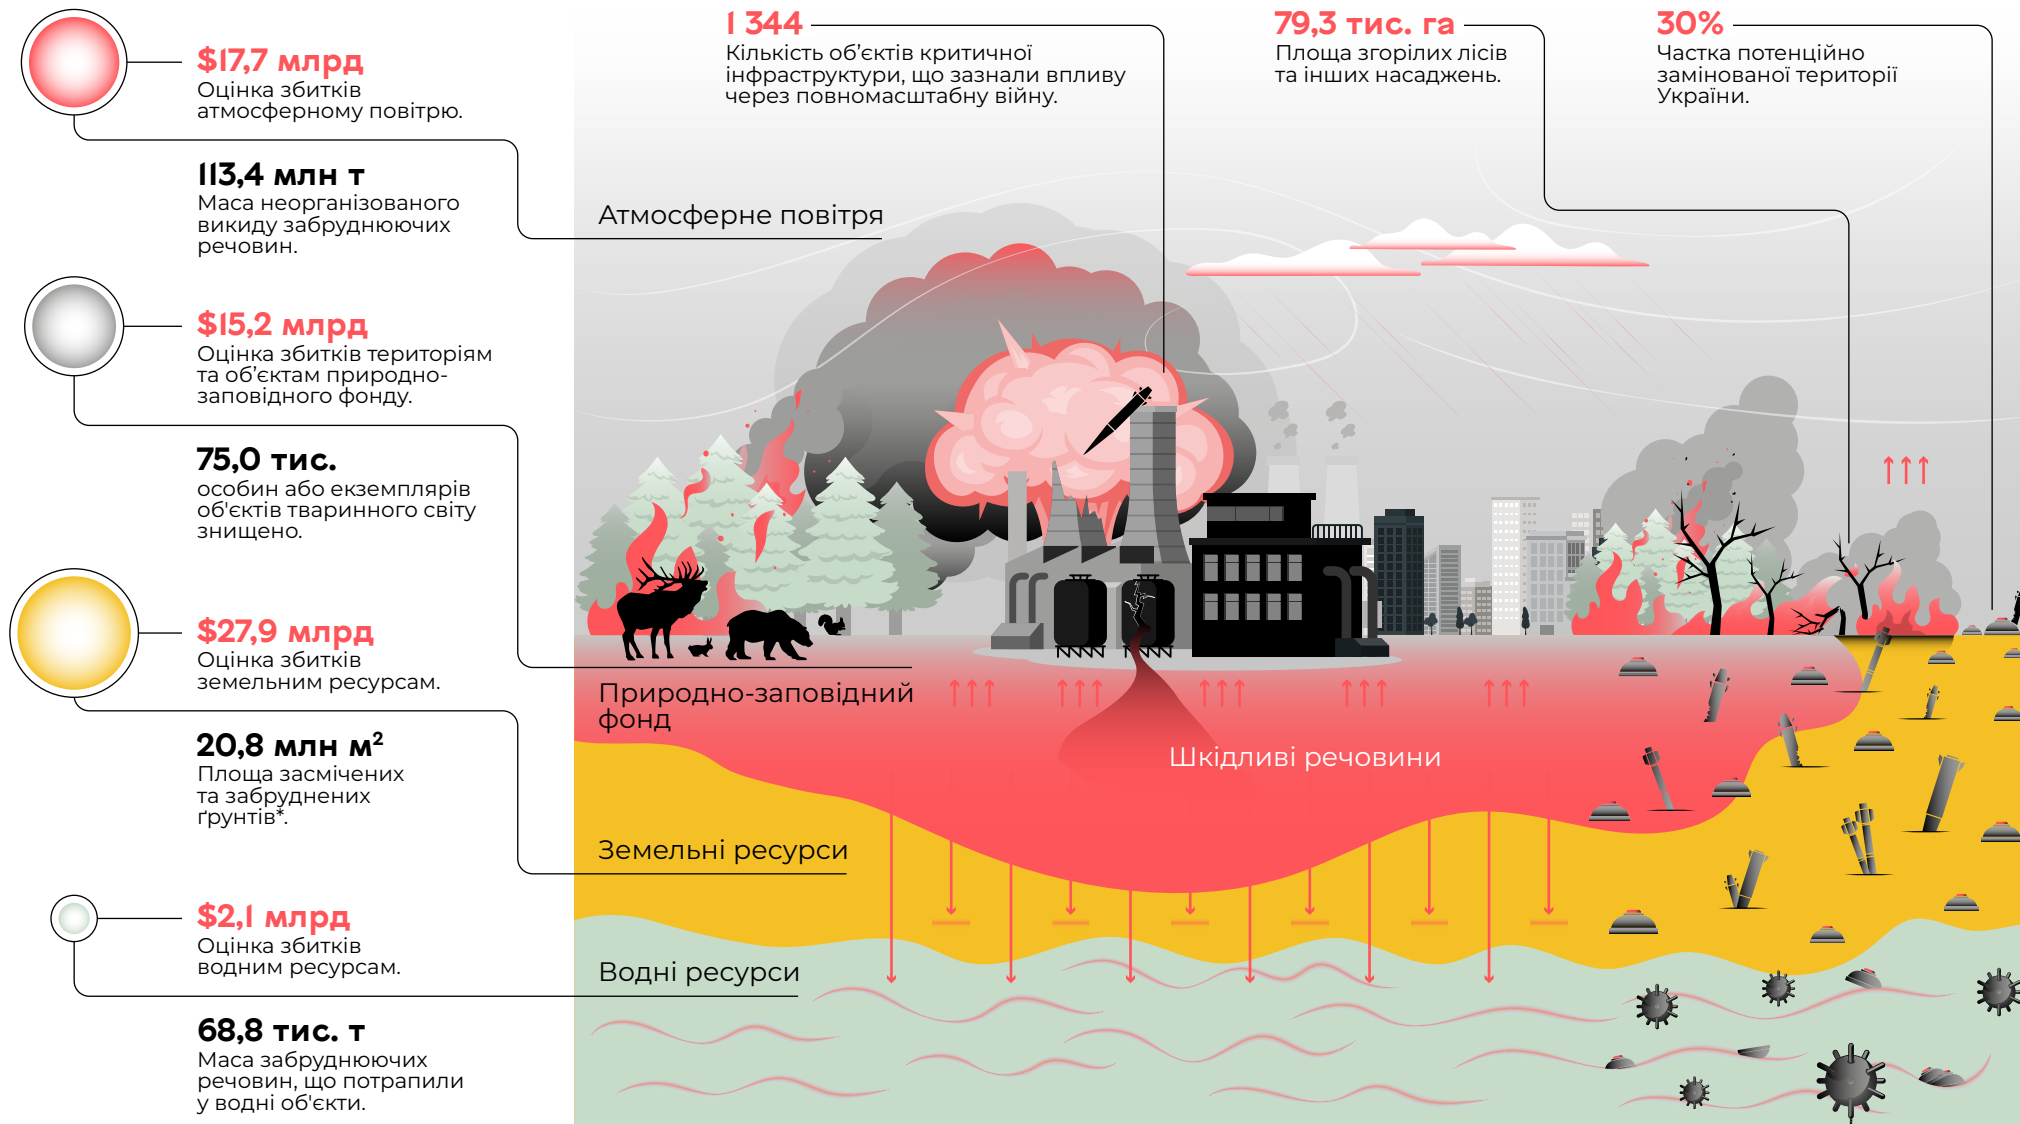 $17,7 млрд
Оцінка збитків
атмосферному повітрю.
113,4 млн т
Маса неорганізованого
викиду забруднюючих
речовин.
$15,2 млрд
Оцінка збитків територіям
та об’єктам природно-
заповідного фонду.
75,0 тис.
особин або екземплярів
об'єктів тваринного світу
знищено.
$27,9 млрд
Оцінка збитків
земельним ресурсам.
20,8 млн м²
Площа засмічених
та забруднених
ґрунтів*.
$2,1 млрд
Оцінка збитків
водним ресурсам.
68,8 тис. т
Маса забруднюючих
речовин, що потрапили
у водні об'єкти.
1 344
Кількість об’єктів критичної
інфраструктури, що зазнали впливу
через повномасштабну війну.
79,3 тис. га
Площа згорілих лісів
та інших насаджень.
30%
Частка потенційно
замінованої території
України.
Атмосферне повітря
Природно-заповідний
фонд
Шкідливі речовини
Земельні ресурси
Водні ресурси